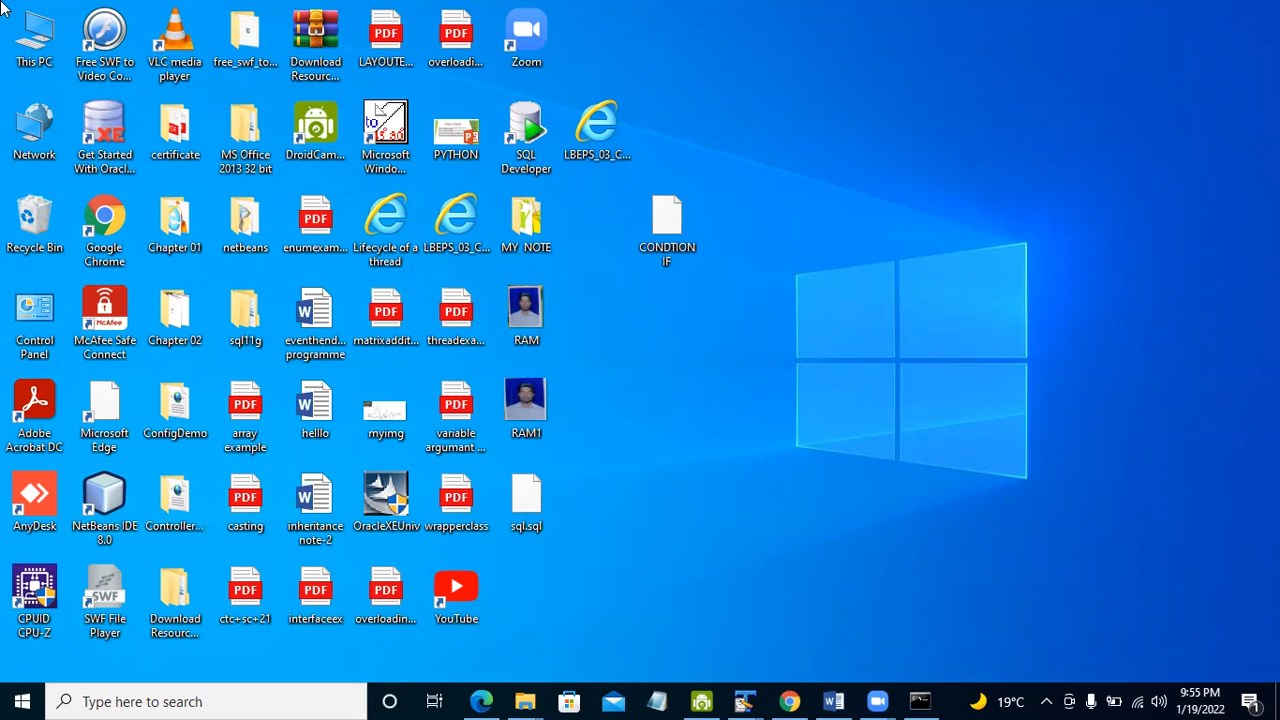 This PC
Free SWF to
Video Co...
VLC media
player
free_swf_to...
Download
Resourc...
LAYOUTE...
overloadi...
Zoom
Network
Get Started
With Oracl...
certificate
MS Office
2013 32 bit
DroidCam...
Microsoft
Windo...
PYTHON
SQL
Developer
LBEPS_03_C...
Recycle Bin
Google
Chrome
Chapter 01
netbeans
enumexam...
Lifecycle of a
thread
LBEPS_03_C...
MY NOTE
CONDTION
IF
Control
Panel
McAfee Safe
Connect
Chapter 02
sql11g
eventhend...
programme
matrixaddit...
threadexa...
RAM
Adobe
Acrobat DC
Microsoft
Edge
ConfigDemo
array
example
helllo
myimg
variable
argumant ...
RAM1
AnyDesk
NetBeans IDE
8.0
Controller...
casting
inheritance
note-2
OracleXEUniv
wrapperclass
sql.sql
CPUID
CPU-Z
SWF File
Player
Download
Resourc...
ctc+sc+21
interfaceex
overloadin...
YouTube
Type here to search
19°C
9:55 PM
1/19/2022